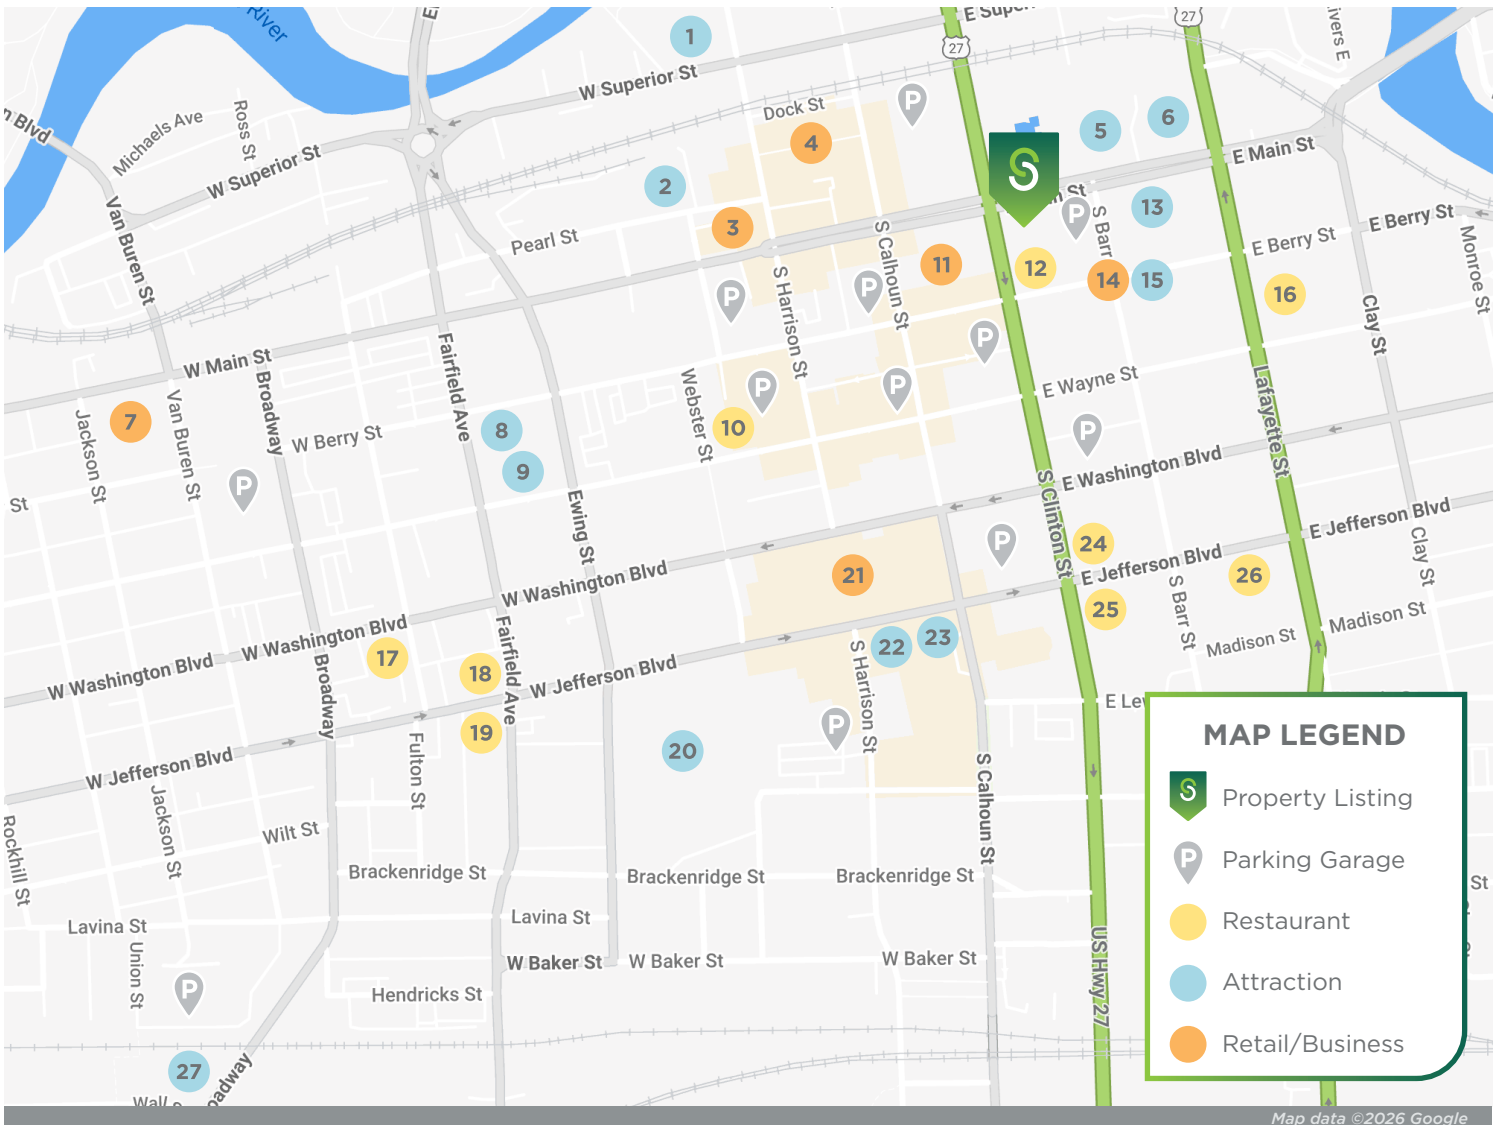 River
E Super
27
27
1
W Superior St
Dock St
P
Michaels Ave
Ross St
4
5
6
E Main St
W Superior St
2
3
St
P
S Barr
13
E Berry St
E Berry St
Monroe St
Van Buren St
Pearl St
S Calhoun St
11
12
14
15
16
P
P
S Harrison St
P
Clay St
W Main St
Broadway
Fairfield Ave
Webster St
P
P
E Wayne St
Lafayette St
7
Jackson St
Van Buren St
W Berry St
8
9
10
P
E Washington Blvd
St
P
Ewing St
S Clinton St
E Jefferson Blvd
P
24
E Jefferson Blvd
Clay St
21
25
26
S Barr St
Madison St
Madison St
W Washington Blvd
W Washington Blvd
W Washington Blvd
17
18
Fairfield Ave
Broadway
W Jefferson Blvd
22
23
S Harrison St
19
20
P
W Jefferson Blvd
Fulton St
Jackson St
Wilt St
Rockhill St
S Calhoun St
Brackenridge St
Brackenridge St
Brackenridge St
Lavina St
Lavina St
Union St
W Baker St
W Baker St
W Baker St
Hendricks St
P
27
US Hwy 27
MAP LEGEND
S
Property Listing
P
Parking Garage
Restaurant
Attraction
Retail/Business
St
Map data ©2026 Google